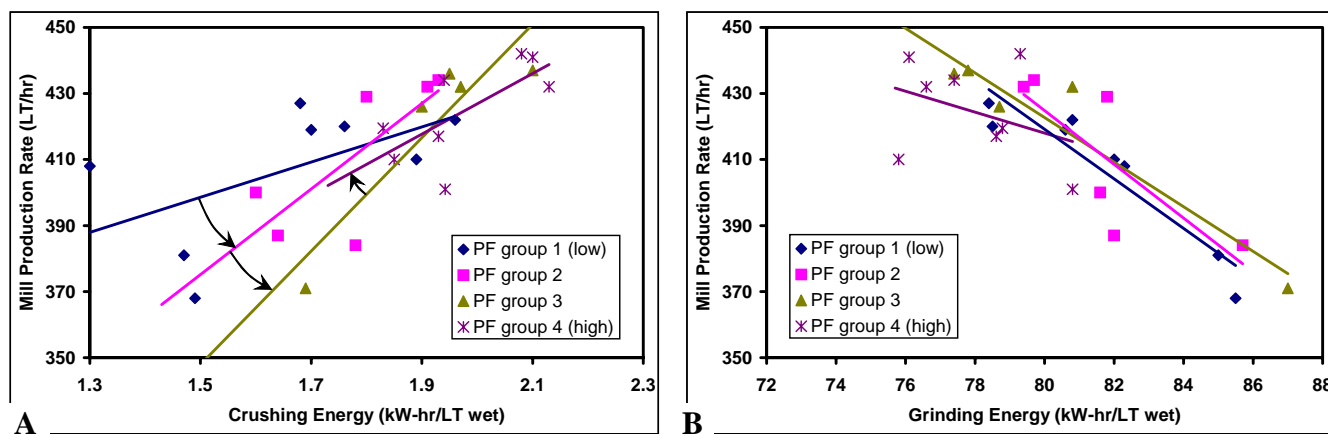 Mill Production Rate (LT/hr)
450
430
410
390
370
350
PF group 1 (low)
PF group 2
PF group 3
PF group 4 (high)
1.3 1.5 1.7 1.9 2.1 2.3
Crushing Energy (kW-hr/LT wet)
A
Mill Production Rate (LT/hr)
450
430
410
390
370
350
PF group 1 (low)
PF group 2
PF group 3
PF group 4 (high)
72 74 76 78 80 82 84 86 88
Grinding Energy (kW-hr/LT wet)
B